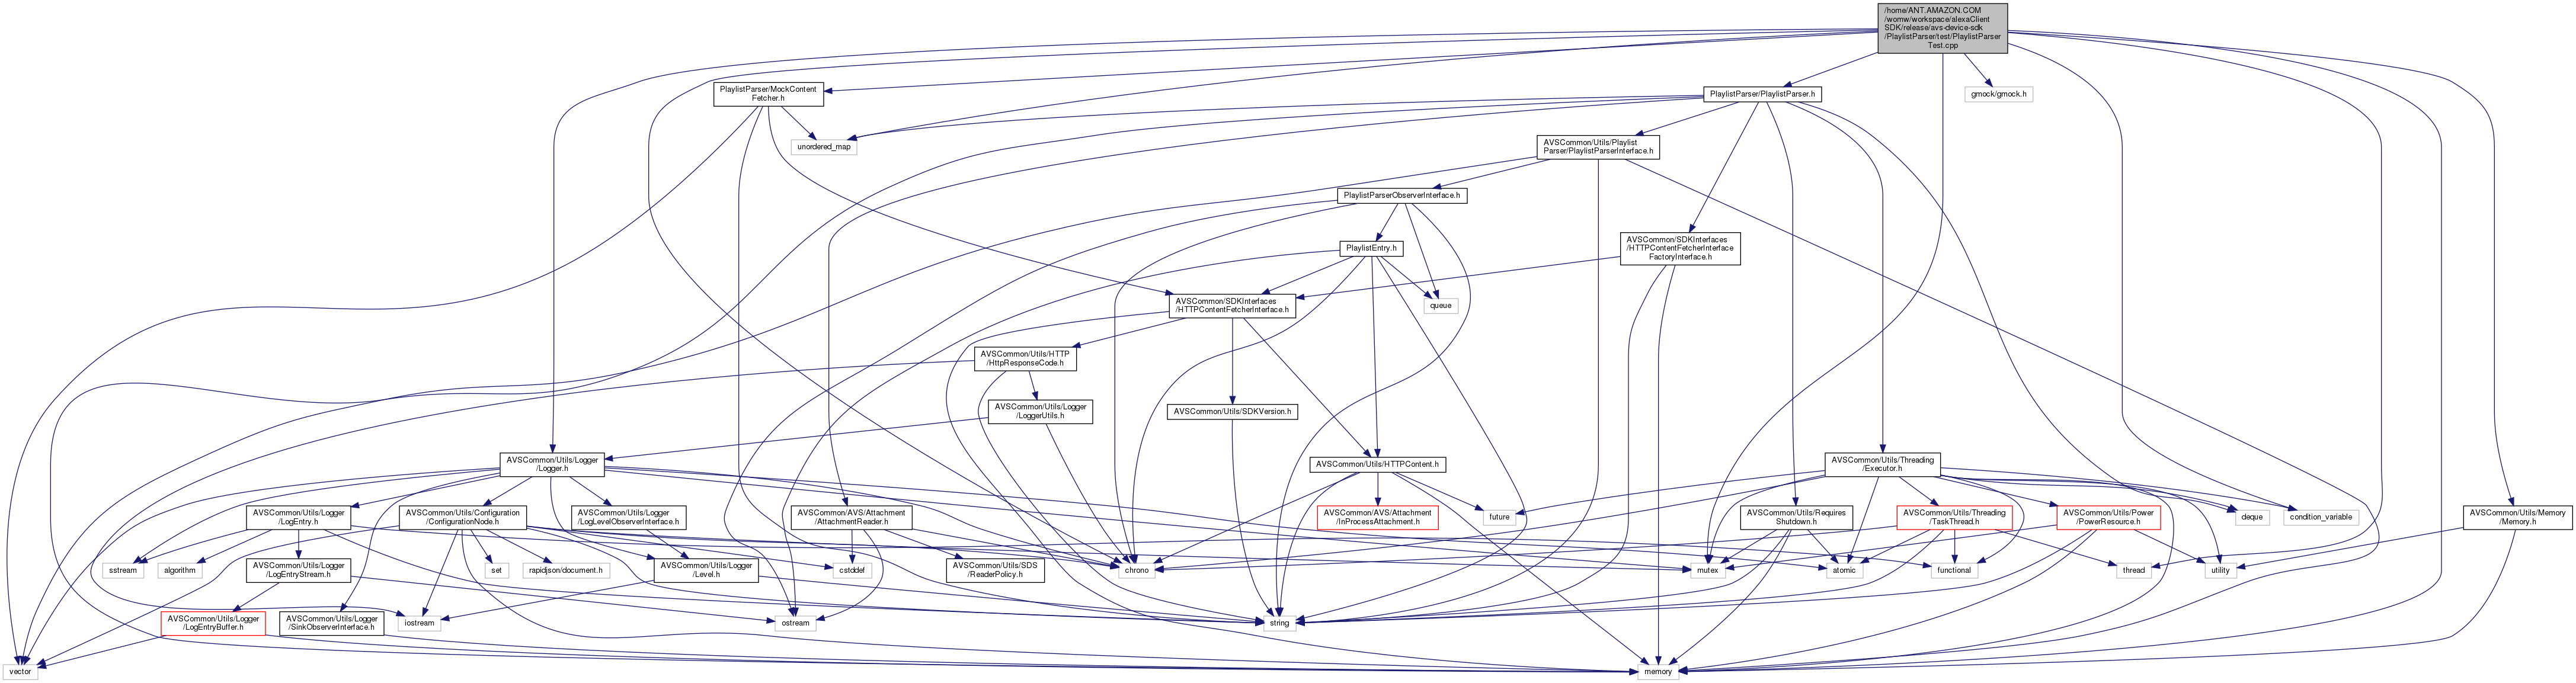 /home/ANT.AMAZON.COM
/womw/workspace/alexaClient
SDK/release/avs-device-sdk
/PlaylistParser/test/PlaylistParser
Test.cpp
PlaylistParser/MockContent
Fetcher.h
PlaylistParser/PlaylistParser.h
gmock/gmock.h
unordered_map
AVSCommon/Utils/Playlist
Parser/PlaylistParserInterface.h
PlaylistParserObserverInterface.h
PlaylistEntry.h
AVSCommon/SDKInterfaces
/HTTPContentFetcherInterface
FactoryInterface.h
AVSCommon/SDKInterfaces
/HTTPContentFetcherInterface.h
queue
AVSCommon/Utils/HTTP
/HttpResponseCode.h
AVSCommon/Utils/Logger
/LoggerUtils.h
AVSCommon/Utils/SDKVersion.h
AVSCommon/Utils/Logger
/Logger.h
AVSCommon/Utils/HTTPContent.h
AVSCommon/Utils/Threading
/Executor.h
AVSCommon/Utils/Logger
/LogEntry.h
AVSCommon/Utils/Configuration
/ConfigurationNode.h
AVSCommon/Utils/Logger
/LogLevelObserverInterface.h
AVSCommon/AVS/Attachment
/AttachmentReader.h
AVSCommon/AVS/Attachment
/InProcessAttachment.h
future
AVSCommon/Utils/Requires
Shutdown.h
AVSCommon/Utils/Threading
/TaskThread.h
AVSCommon/Utils/Power
/PowerResource.h
deque
condition_variable
AVSCommon/Utils/Memory
/Memory.h
sstream
algorithm
AVSCommon/Utils/Logger
/LogEntryStream.h
set
rapidjson/document.h
AVSCommon/Utils/Logger
/Level.h
cstddef
AVSCommon/Utils/SDS
/ReaderPolicy.h
chrono
mutex
atomic
functional
thread
utility
AVSCommon/Utils/Logger
/LogEntryBuffer.h
AVSCommon/Utils/Logger
/SinkObserverInterface.h
iostream
ostream
string
vector
memory